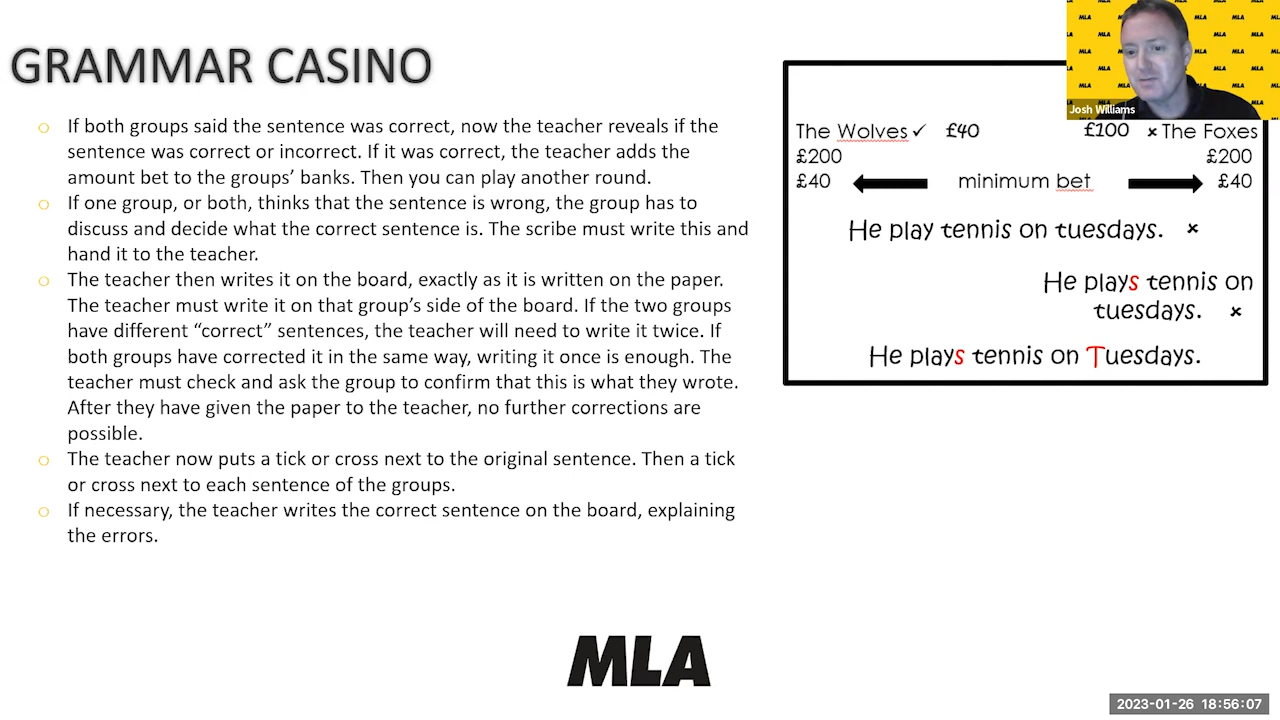 GRAMMAR CASINO
If both groups said the sentence was correct, now the teacher reveals if the
sentence was correct or incorrect. If it was correct, the teacher adds the
amount bet to the groups’ banks. Then you can play another round.
If one group, or both, thinks that the sentence is wrong, the group has to
discuss and decide what the correct sentence is. The scribe must write this and
hand it to the teacher.
The teacher then writes it on the board, exactly as it is written on the paper.
The teacher must write it on that group’s side of the board. If the two groups
have different “correct” sentences, the teacher will need to write it twice. If
both groups have corrected it in the same way, writing it once is enough. The
teacher must check and ask the group to confirm that this is what they wrote.
After they have given the paper to the teacher, no further corrections are
possible.
The teacher now puts a tick or cross next to the original sentence. Then a tick
or cross next to each sentence of the groups.
If necessary, the teacher writes the correct sentence on the board, explaining
the errors.
The Wolves ✓ £40 £100 × The Foxes
£200 £200
£40 minimum bet £40
He play tennis on tuesdays. ×
He plays tennis on
tuesdays. ×
He plays tennis on Tuesdays.
MLA MLA MLA MLA
Josh Williams
MLA
2023-01-26 18:56:07